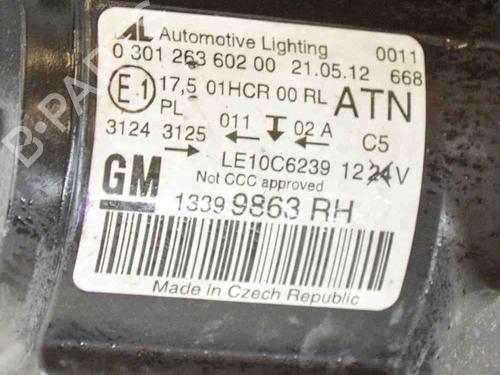 AL Automotive Lighting 0011
0 301 263 602 00 21.05.12 668
E1 17,5 01HCR 00 RL ATN
PL
3124 3125 011 02 A C5
LE10C6239 12 24 V
Not CCC approved
GM
1339 9863 RH
Made in Czech Republic